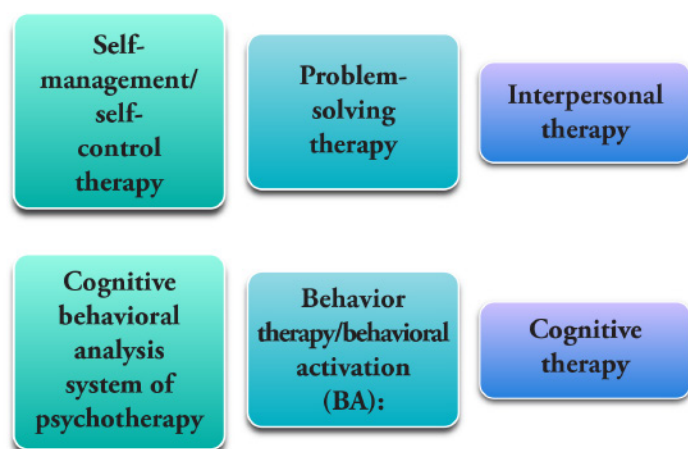 Self-
management/
self-
control
therapy
Problem-
solving
therapy
Interpersonal
therapy
Cognitive
behavioral
analysis
system of
psychotherapy
Behavior
therapy/behavioral
activation
(BA):
Cognitive
therapy